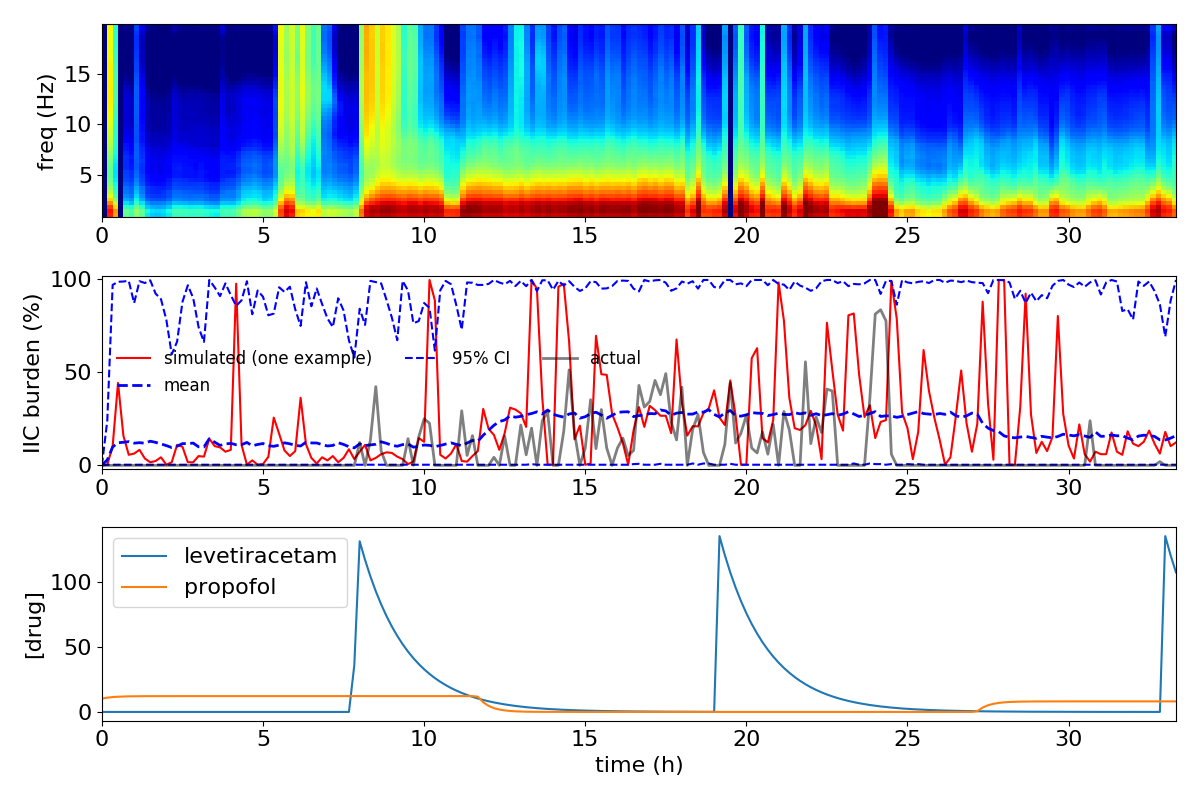 15
10
5
freq (Hz)
0 5 10 15 20 25 30
100
50
0
IIC burden (%)
simulated (one example) 95% CI actual
mean
0 5 10 15 20 25 30
100
50
0
[drug]
levetiracetam
propofol
0 5 10 15 20 25 30
time (h)